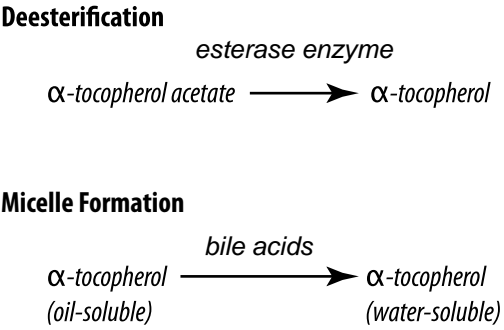 Deesterification
esterase enzyme
α-tocopherol acetate α-tocopherol
Micelle Formation
bile acids
α-tocopherol α-tocopherol
(oil-soluble) (water-soluble)